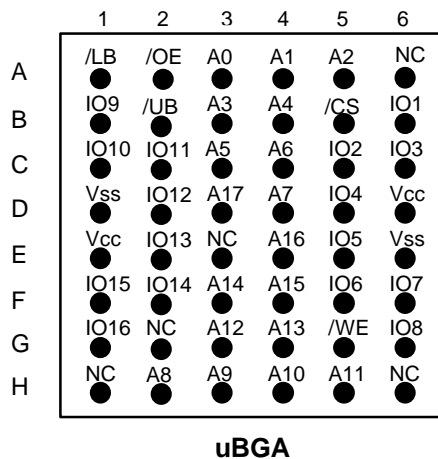 1 2 3 4 5 6
A /LB /OE A0 A1 A2 NC
B IO9 /UB A3 A4 /CS IO1
C IO10 IO11 A5 A6 IO2 IO3
D Vss IO12 A17 A7 IO4 Vcc
E Vcc IO13 NC A16 IO5 Vss
F IO15 IO14 A14 A15 IO6 IO7
G IO16 NC A12 A13 /WE IO8
H NC A8 A9 A10 A11 NC
uBGA